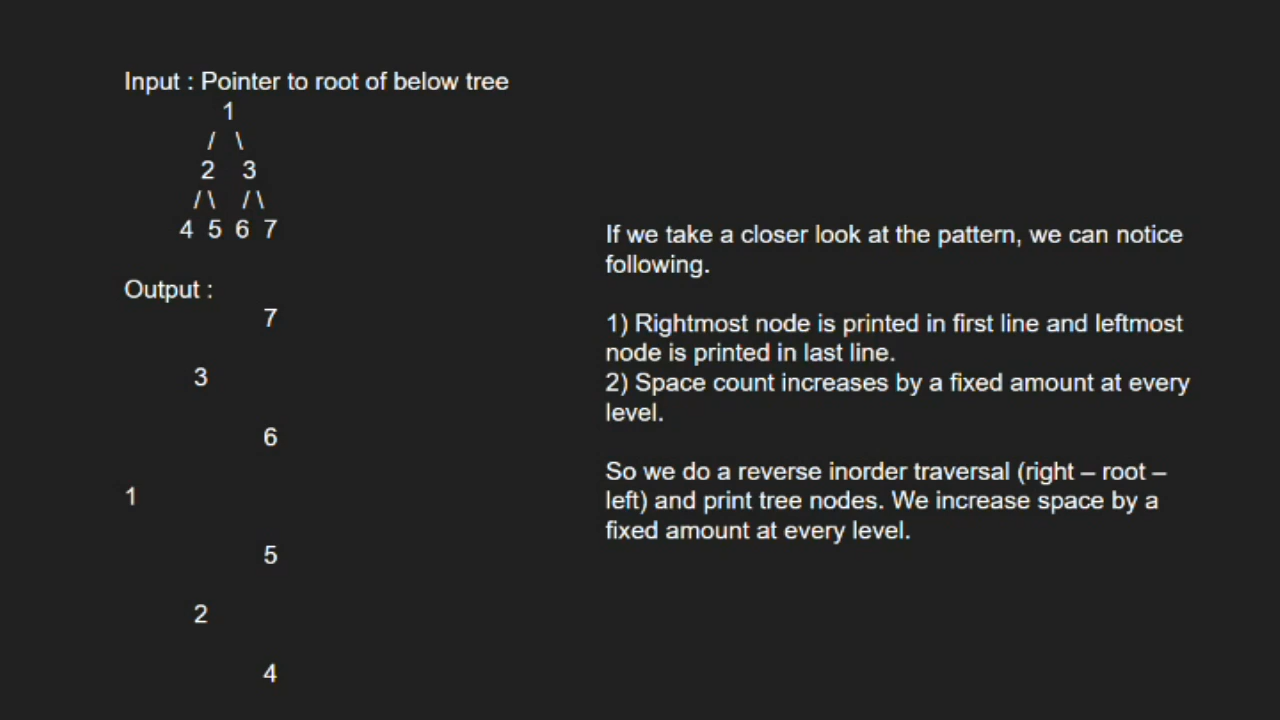 Input : Pointer to root of below tree
1
/ \
2 3
/ \ / \
4 5 6 7
Output :
7
3
6
1
5
2
4
If we take a closer look at the pattern, we can notice
following.
1) Rightmost node is printed in first line and leftmost
node is printed in last line.
2) Space count increases by a fixed amount at every
level.
So we do a reverse inorder traversal (right – root –
left) and print tree nodes. We increase space by a
fixed amount at every level.